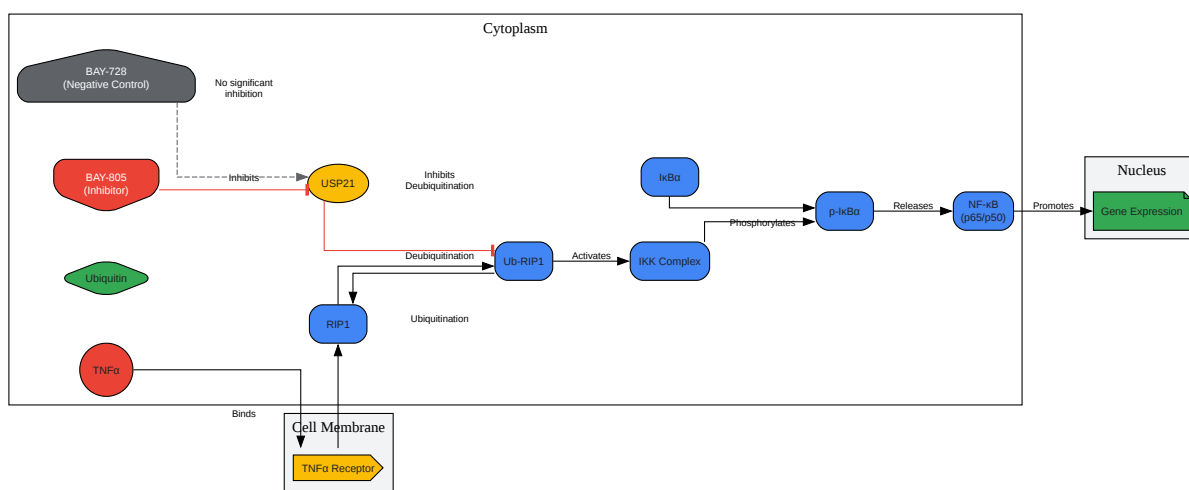 Cytoplasm
BAY-728
(Negative Control)
No significant
inhibition
BAY-805
(Inhibitor)
Inhibits
USP21
Inhibits
Deubiquitination
IκBα
Nucleus
Gene Expression
p-IκBα
Releases
NF-κB
(p65/p50)
Promotes
Phosphorylates
Deubiquitination
Ub-RIP1
Activates
IKK Complex
Ubiquitin
RIP1
Ubiquitination
TNFα
Binds
Cell Membrane
TNFα Receptor